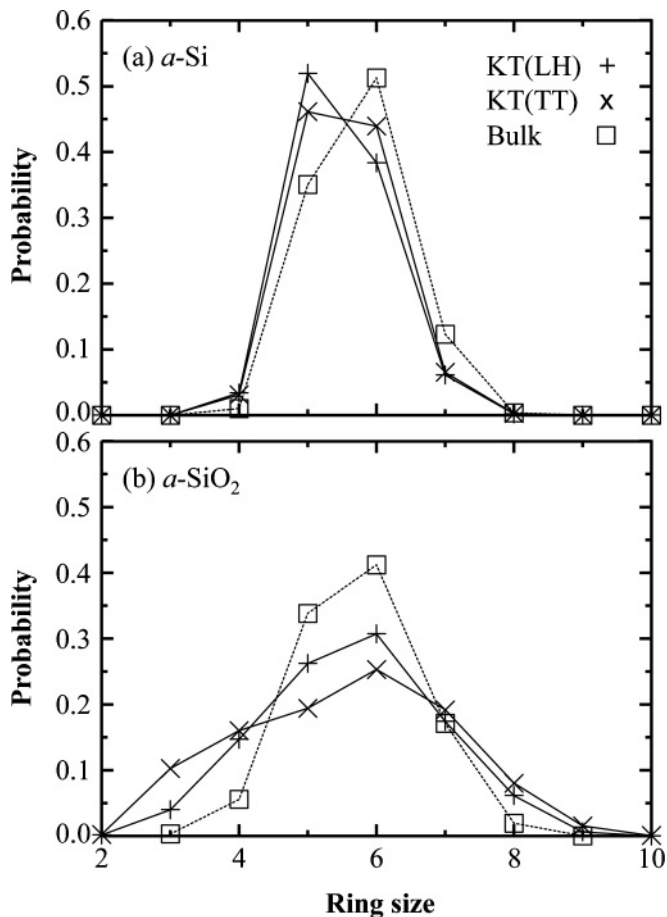 0.6
(a) a-Si
KT(LH) +
0.5
KT(TT) x
Bulk □
0.4
Probability
0.3
0.2
0.1
0.0
0.6
(b) a-SiO₂
0.5
0.4
Probability
0.3
0.2
0.1
0.0
2 4 6 8 10
Ring size